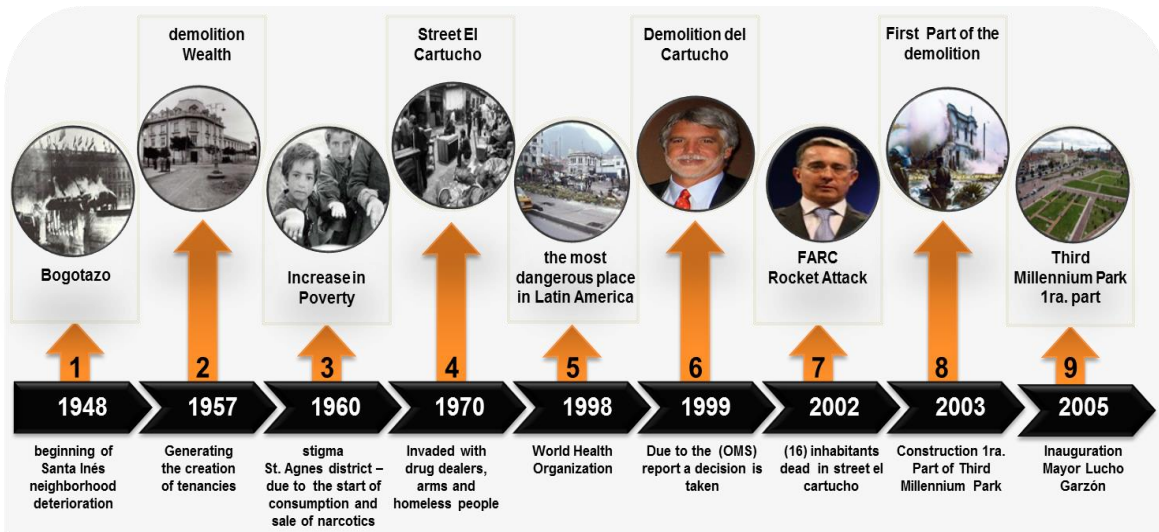 demolition
Wealth
Street El
Cartucho
Demolition del
Cartucho
First Part of the
demolition
Bogotazo
Increase in
Poverty
the most
dangerous place
in Latin America
FARC
Rocket Attack
Third
Millennium Park
1ra. part
1
2
3
4
5
6
7
8
9
1948
1957
1960
1970
1998
1999
2002
2003
2005
beginning of
Santa Inés
neighborhood
deterioration
Generating
the creation
of tenancies
stigma
St. Agnes district –
due to the start of
consumption and
sale of narcotics
Invaded with
drug dealers,
arms and
homeless people
World Health
Organization
Due to the (OMS)
report a decision is
taken
(16) inhabitants
dead in street el
cartucho
Construction 1ra.
Part of Third
Millennium Park
Inauguration
Mayor Lucho
Garzón